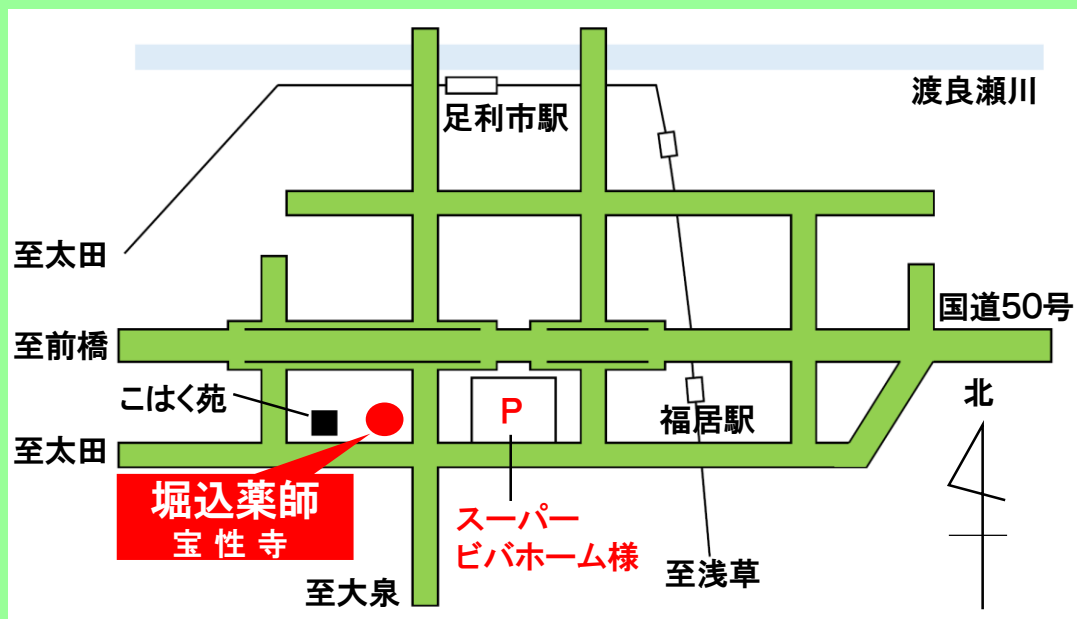 渡良瀬川
足利市駅
至太田
国道50号
至前橋
こはく苑
P
福居駅
北
至太田
堀込薬師
宝性寺
スーパー
ビバホーム様
至浅草
至大泉